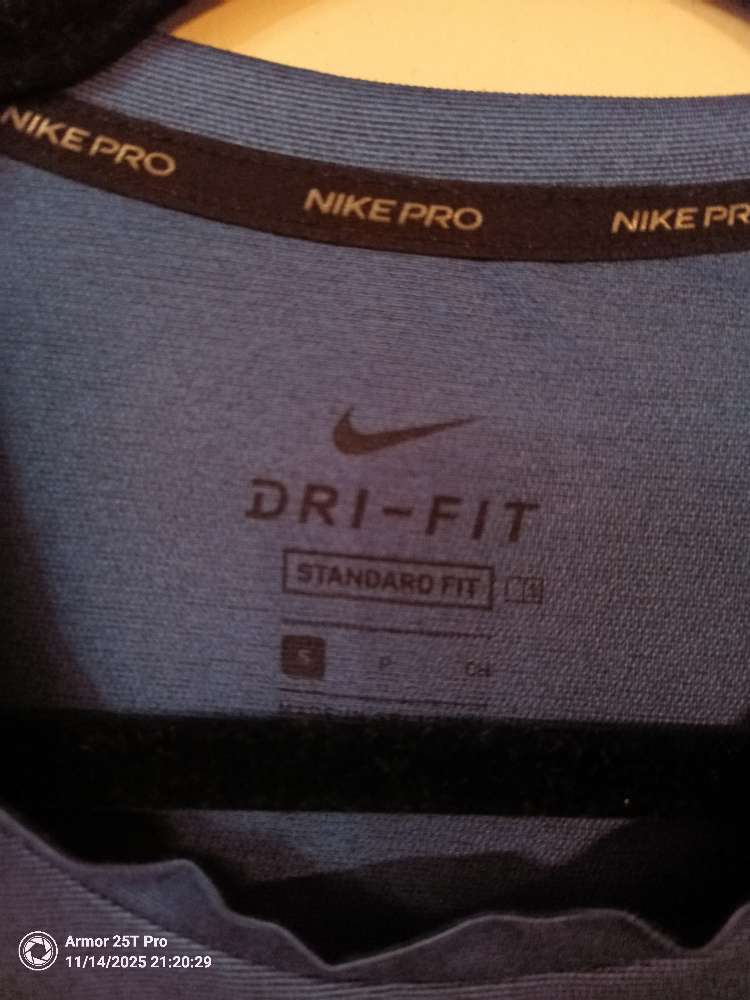 NIKE PRO NIKE PRO NIKE PR
DRI-FIT
STANDARD FIT
S P CH
Armor 25T Pro
11/14/2025 21:20:29